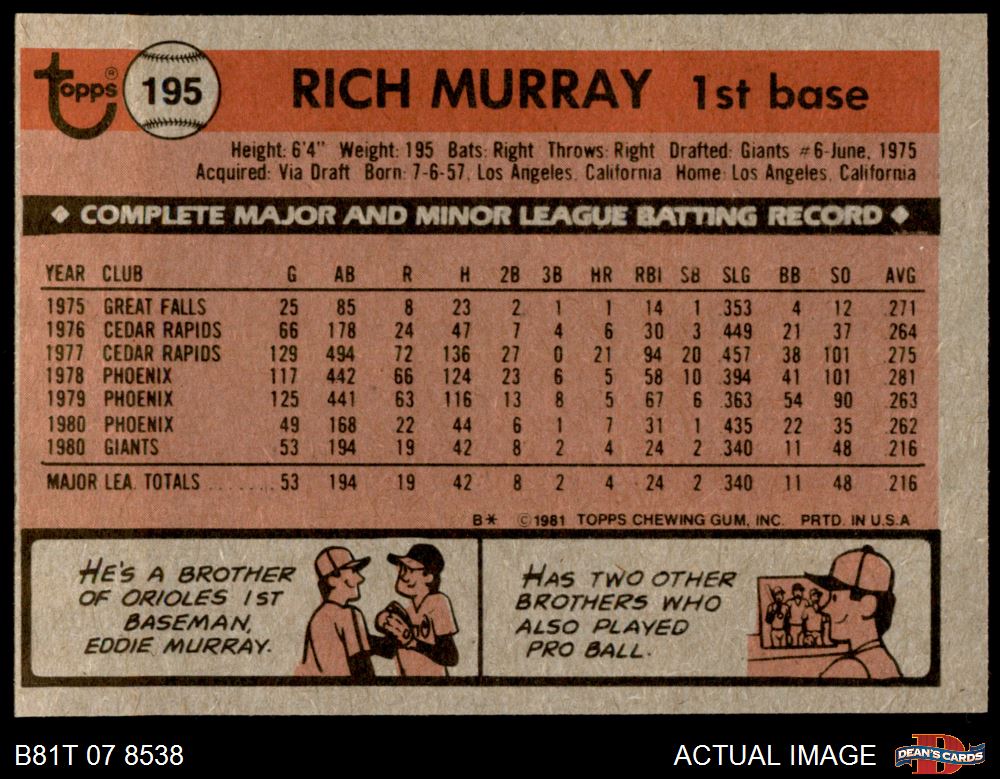 topps® 195 RICH MURRAY 1st base
Height: 6'4" Weight: 195 Bats: Right Throws: Right Drafted: Giants #6-June, 1975
Acquired: Via Draft Born: 7-6-57, Los Angeles, California Home: Los Angeles, California
◆ COMPLETE MAJOR AND MINOR LEAGUE BATTING RECORD ◆
YEAR CLUB G AB R H 2B 3B HR RBI SB SLG BB SO AVG
1975 GREAT FALLS 25 85 8 23 2 1 1 14 1 .353 4 12 .271
1976 CEDAR RAPIDS 66 178 24 47 7 4 6 30 3 .449 21 37 .264
1977 CEDAR RAPIDS 129 494 72 136 27 0 21 94 20 .457 38 101 .275
1978 PHOENIX 117 442 66 124 23 6 5 58 10 .394 41 101 .281
1979 PHOENIX 125 441 63 116 13 8 5 67 6 .363 54 90 .263
1980 PHOENIX 49 168 22 44 6 1 7 31 1 .435 22 35 .262
1980 GIANTS 53 194 19 42 8 2 4 24 2 .340 11 48 .216
MAJOR LEA. TOTALS ........ 53 194 19 42 8 2 4 24 2 .340 11 48 .216
B* ©1981 TOPPS CHEWING GUM, INC. PRTD. IN U.S.A
HE'S A BROTHER
OF ORIOLES 1ST
BASEMAN,
EDDIE MURRAY.
HAS TWO OTHER
BROTHERS WHO
ALSO PLAYED
PRO BALL.
B81T 07 8538 ACTUAL IMAGE DEAN'S CARDS